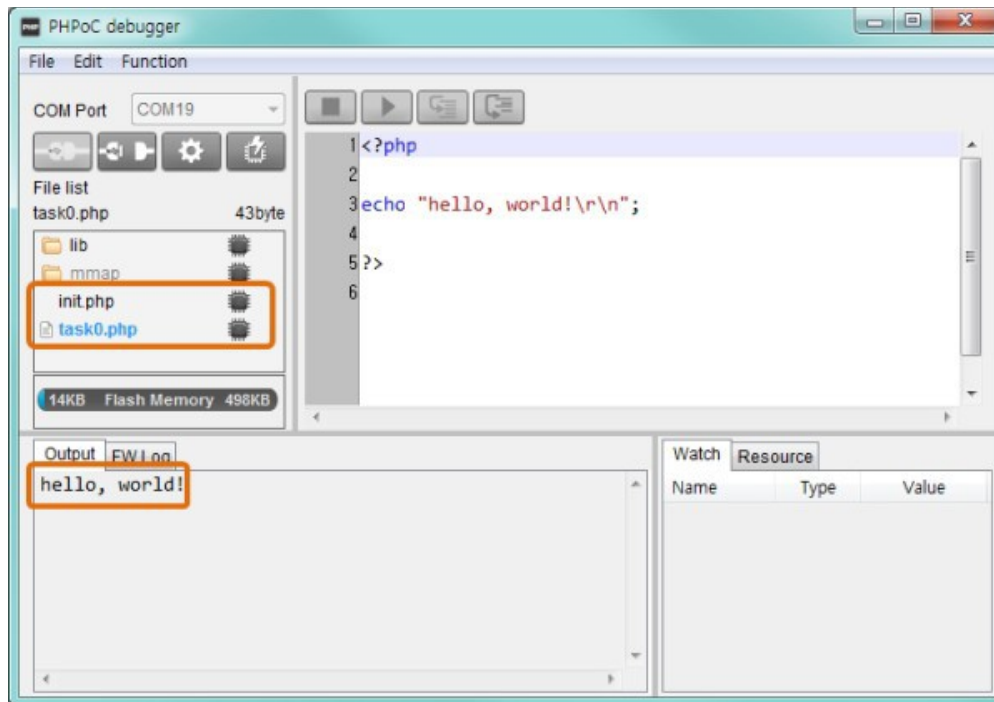 PHPoC debugger
File Edit Function
COM Port COM19
File list
task0.php 43byte
lib
mmap
init.php
task0.php
14KB Flash Memory 498KB
1 <?php
2
3 echo "hello, world!\r\n";
4
5 ?>
6
Output FW Log
hello, world!
Watch Resource
Name Type Value